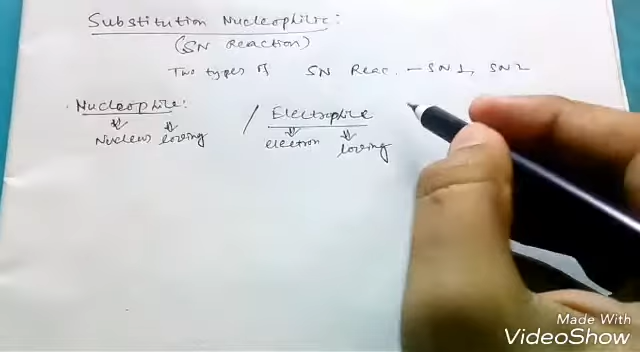 Substitution Nucleophilic:
(SN Reaction)
Two types of SN Reac. - SN1, SN2
Nucleophile: / Electrophile
Nucleus loving electron loving
Made With
VideoShow